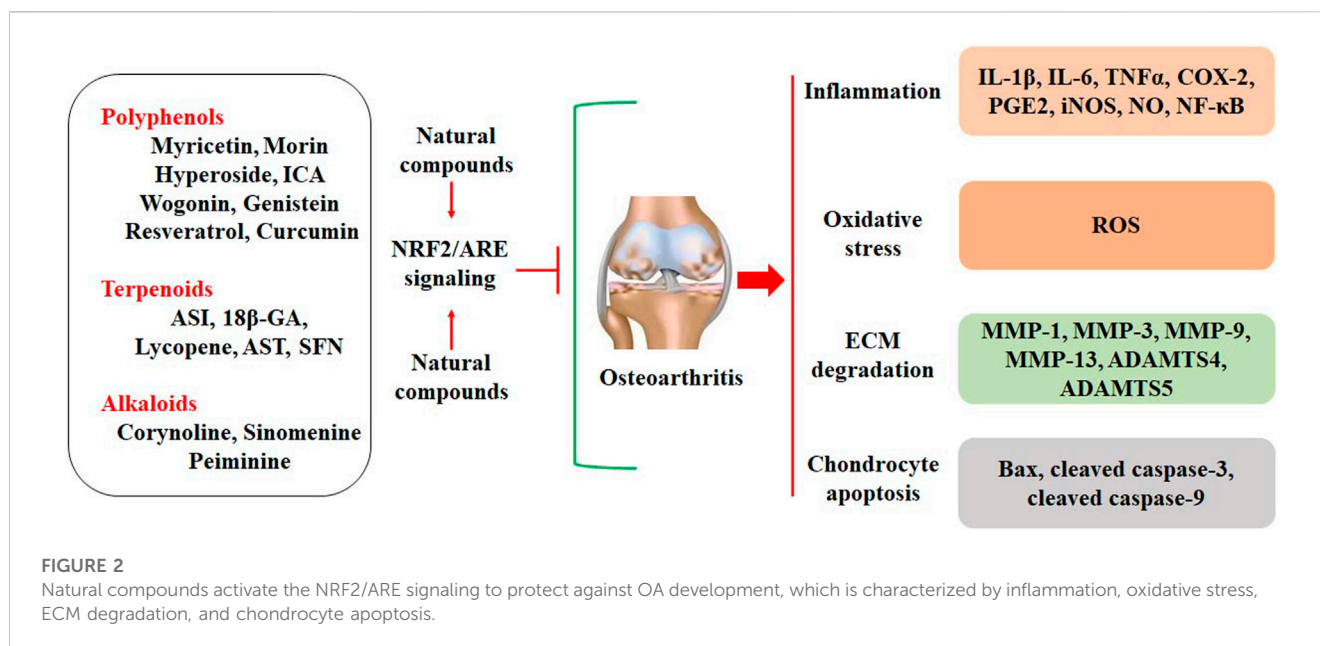 Polyphenols
Myricetin, Morin
Hyperoside, ICA
Wogonin, Genistein
Resveratrol, Curcumin
Terpenoids
ASI, 18β-GA,
Lycopene, AST, SFN
Alkaloids
Corynoline, Sinomenine
Peiminine
Natural
compounds
NRF2/ARE
signaling
Natural
compounds
Osteoarthritis
Inflammation
IL-1β, IL-6, TNFα, COX-2,
PGE2, iNOS, NO, NF-κB
Oxidative
stress
ROS
ECM
degradation
MMP-1, MMP-3, MMP-9,
MMP-13, ADAMTS4,
ADAMTS5
Chondrocyte
apoptosis
Bax, cleaved caspase-3,
cleaved caspase-9
FIGURE 2
Natural compounds activate the NRF2/ARE signaling to protect against OA development, which is characterized by inflammation, oxidative stress,
ECM degradation, and chondrocyte apoptosis.